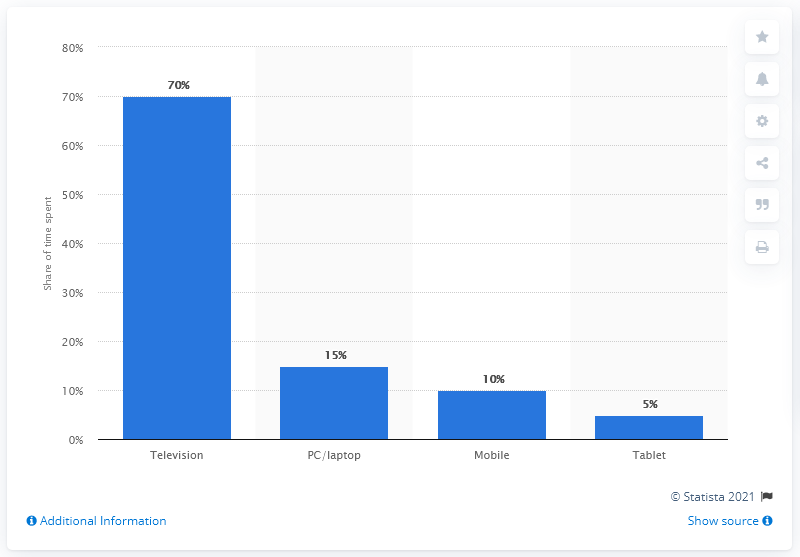 80%
70%
60%
50%
40%
30%
20%
10%
0%
Share of time spent
70%
15%
10%
5%
Television
PC/laptop
Mobile
Tablet
© Statista 2021
Additional Information
Show source